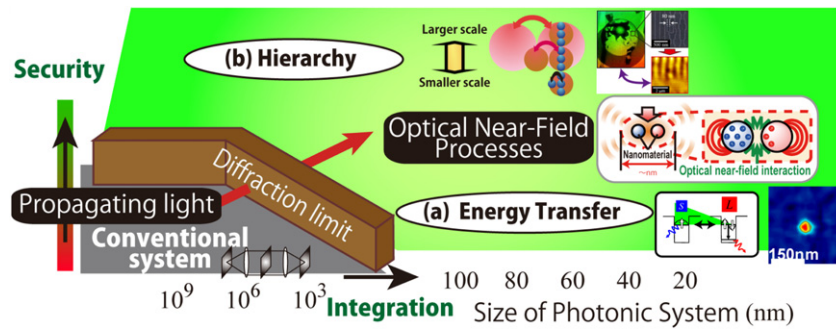 Security
(b) Hierarchy
Larger scale
Smaller scale
Optical Near-Field
Processes
Nanomaterial
~nm
Optical near-field interaction
Diffraction limit
Propagating light
Conventional
system
(a) Energy Transfer
S
L
150nm
Integration
10⁹ 10⁶ 10³ 100 80 60 40 20
Size of Photonic System (nm)